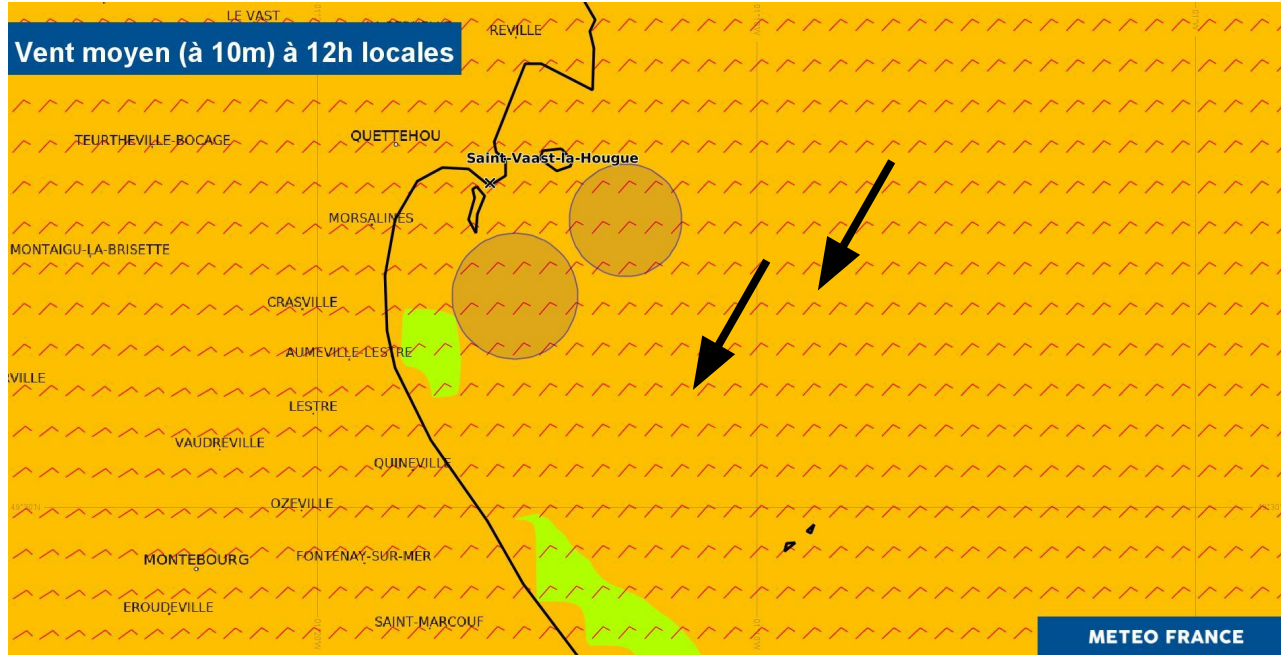 LE VAST
REVILLE
Vent moyen (à 10m) à 12h locales
TEURTHEVILLE-BOCAGE
QUETTEHOU
Saint-Vaast-la-Hougue
MORSALINES
MONTAIGU-LA-BRISETTE
CRASVILLE
AUMEVILLE-LESTRE
RVILLE
LESTRE
VAUDREVILLE
QUINEVILLE
OZEVILLE
MONTEBOURG
FONTENAY-SUR-MER
EROUDEVILLE
SAINT-MARCOUF
METEO FRANCE